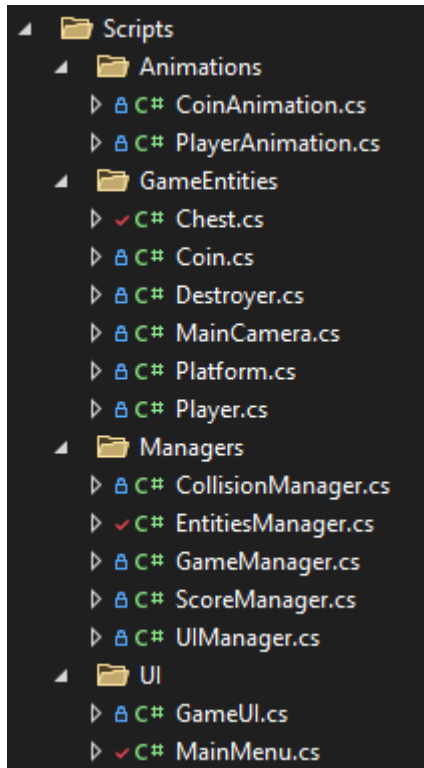 Scripts
Animations
C# CoinAnimation.cs
C# PlayerAnimation.cs
GameEntities
C# Chest.cs
C# Coin.cs
C# Destroyer.cs
C# MainCamera.cs
C# Platform.cs
C# Player.cs
Managers
C# CollisionManager.cs
C# EntitiesManager.cs
C# GameManager.cs
C# ScoreManager.cs
C# UIManager.cs
UI
C# GameUI.cs
C# MainMenu.cs